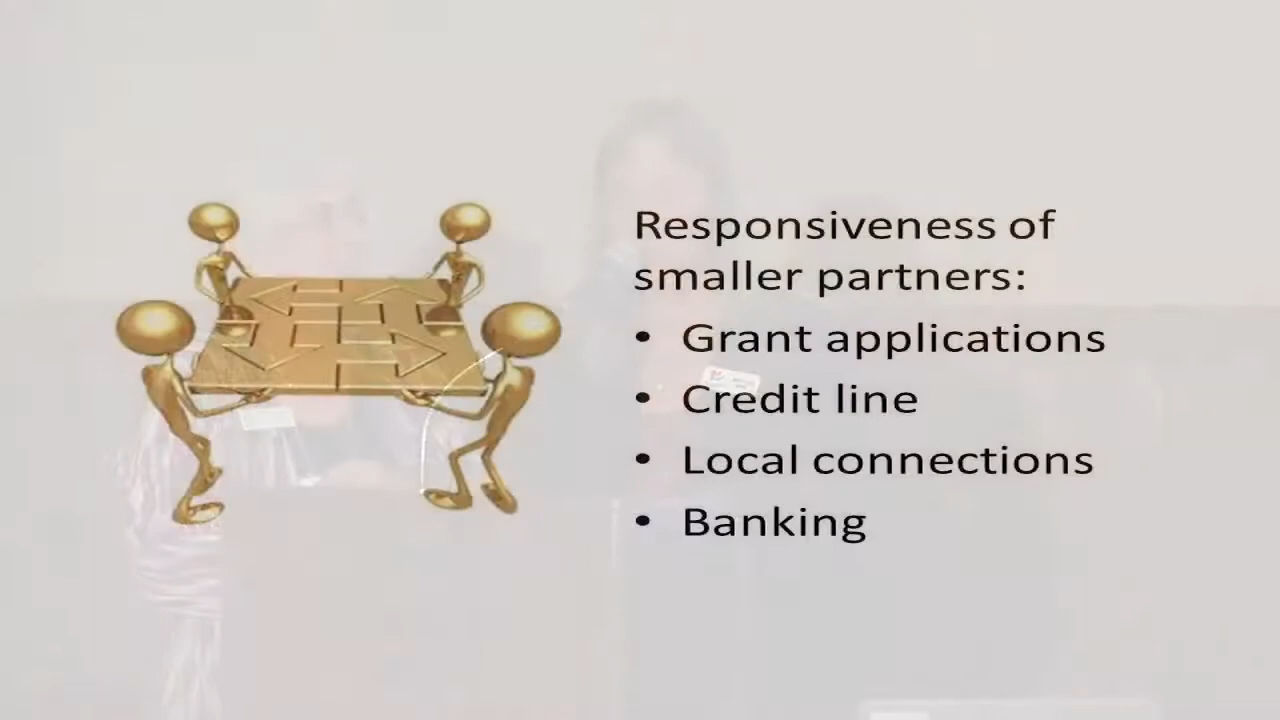 Responsiveness of
smaller partners:
• Grant applications
• Credit line
• Local connections
• Banking